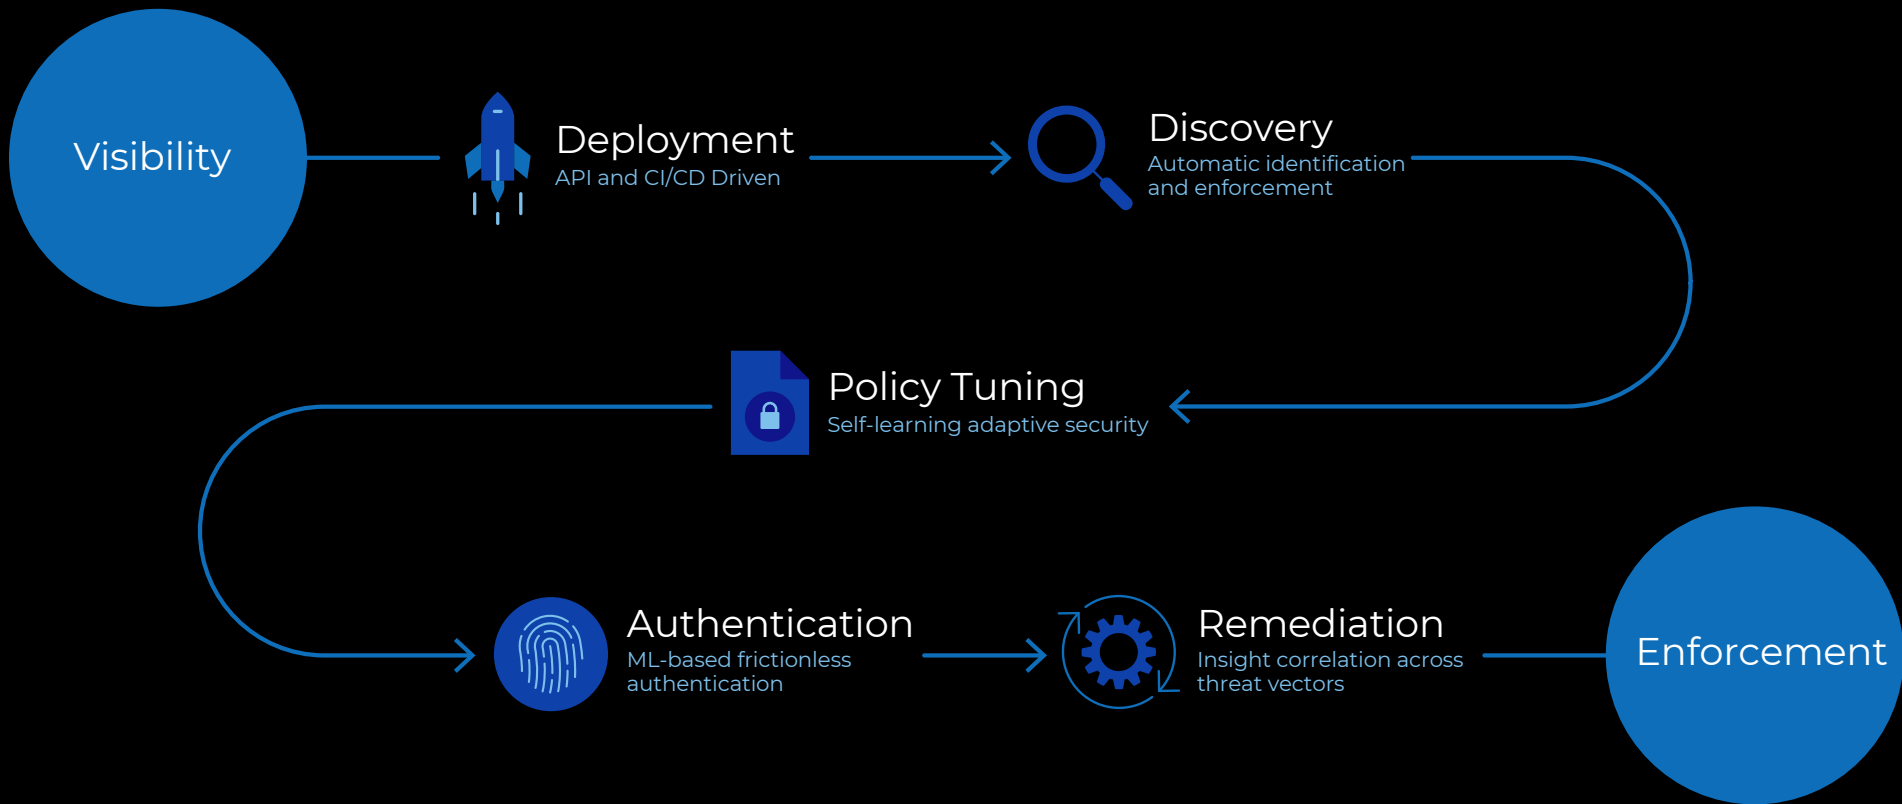 Visibility
Deployment
API and CI/CD Driven
Discovery
Automatic identification
and enforcement
Policy Tuning
Self-learning adaptive security
Authentication
ML-based frictionless
authentication
Remediation
Insight correlation across
threat vectors
Enforcement